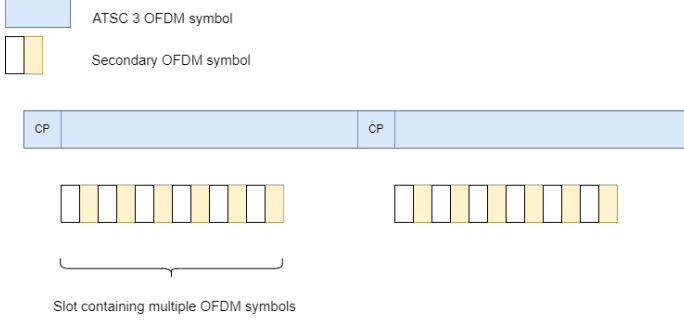 ATSC 3 OFDM symbol
Secondary OFDM symbol
CP
CP
Slot containing multiple OFDM symbols